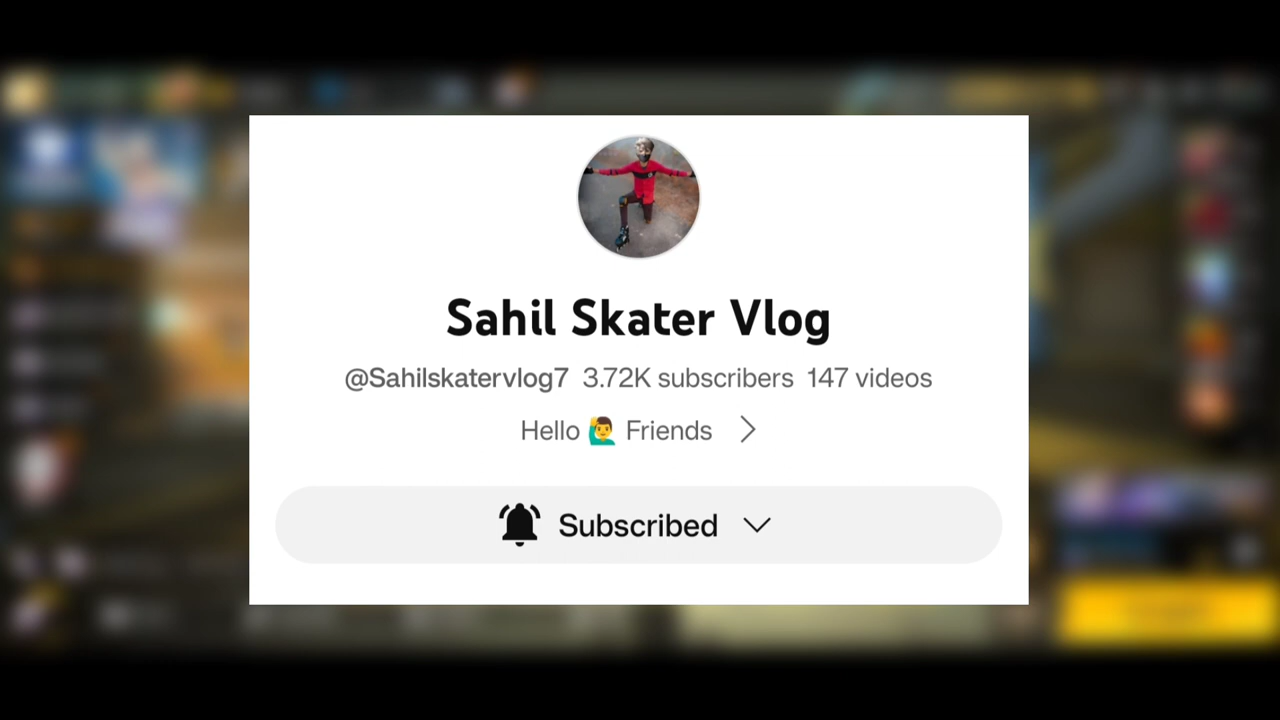 Sahil Skater Vlog
@Sahilskatervlog7 3.72K subscribers 147 videos
Hello 🙋‍♂️ Friends
Subscribed